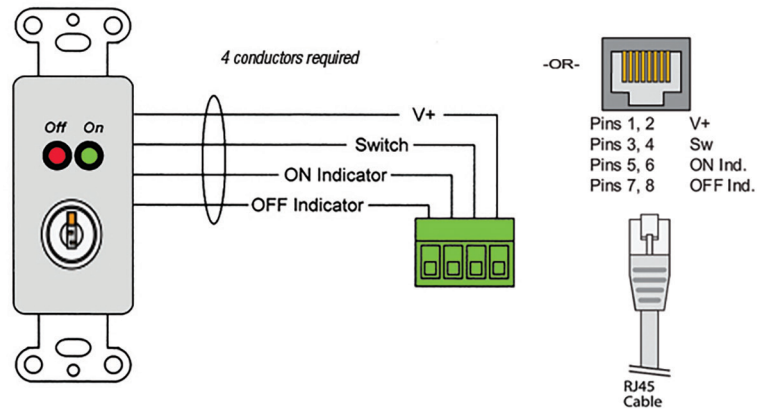 4 conductors required
-OR-
Off On
V+
Switch
ON Indicator
OFF Indicator
Pins 1, 2 V+
Pins 3, 4 Sw
Pins 5, 6 ON Ind.
Pins 7, 8 OFF Ind.
RJ45
Cable